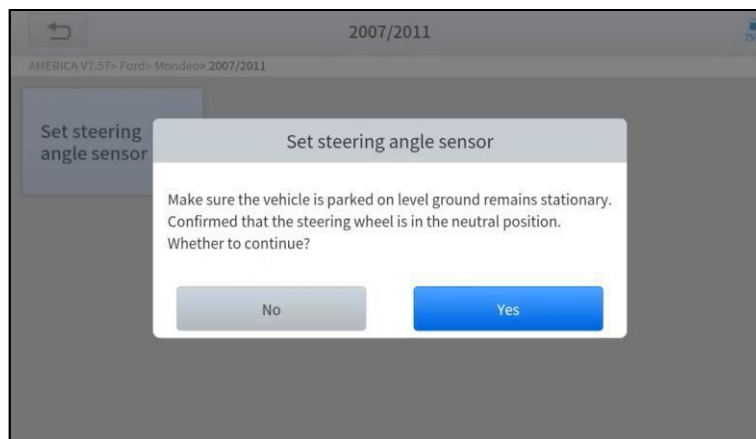 2007/2011
AMERICA V7.57> Ford> Mondeo> 2007/2011
Set steering
angle sensor
Set steering angle sensor
Make sure the vehicle is parked on level ground remains stationary.
Confirmed that the steering wheel is in the neutral position.
Whether to continue?
No
Yes